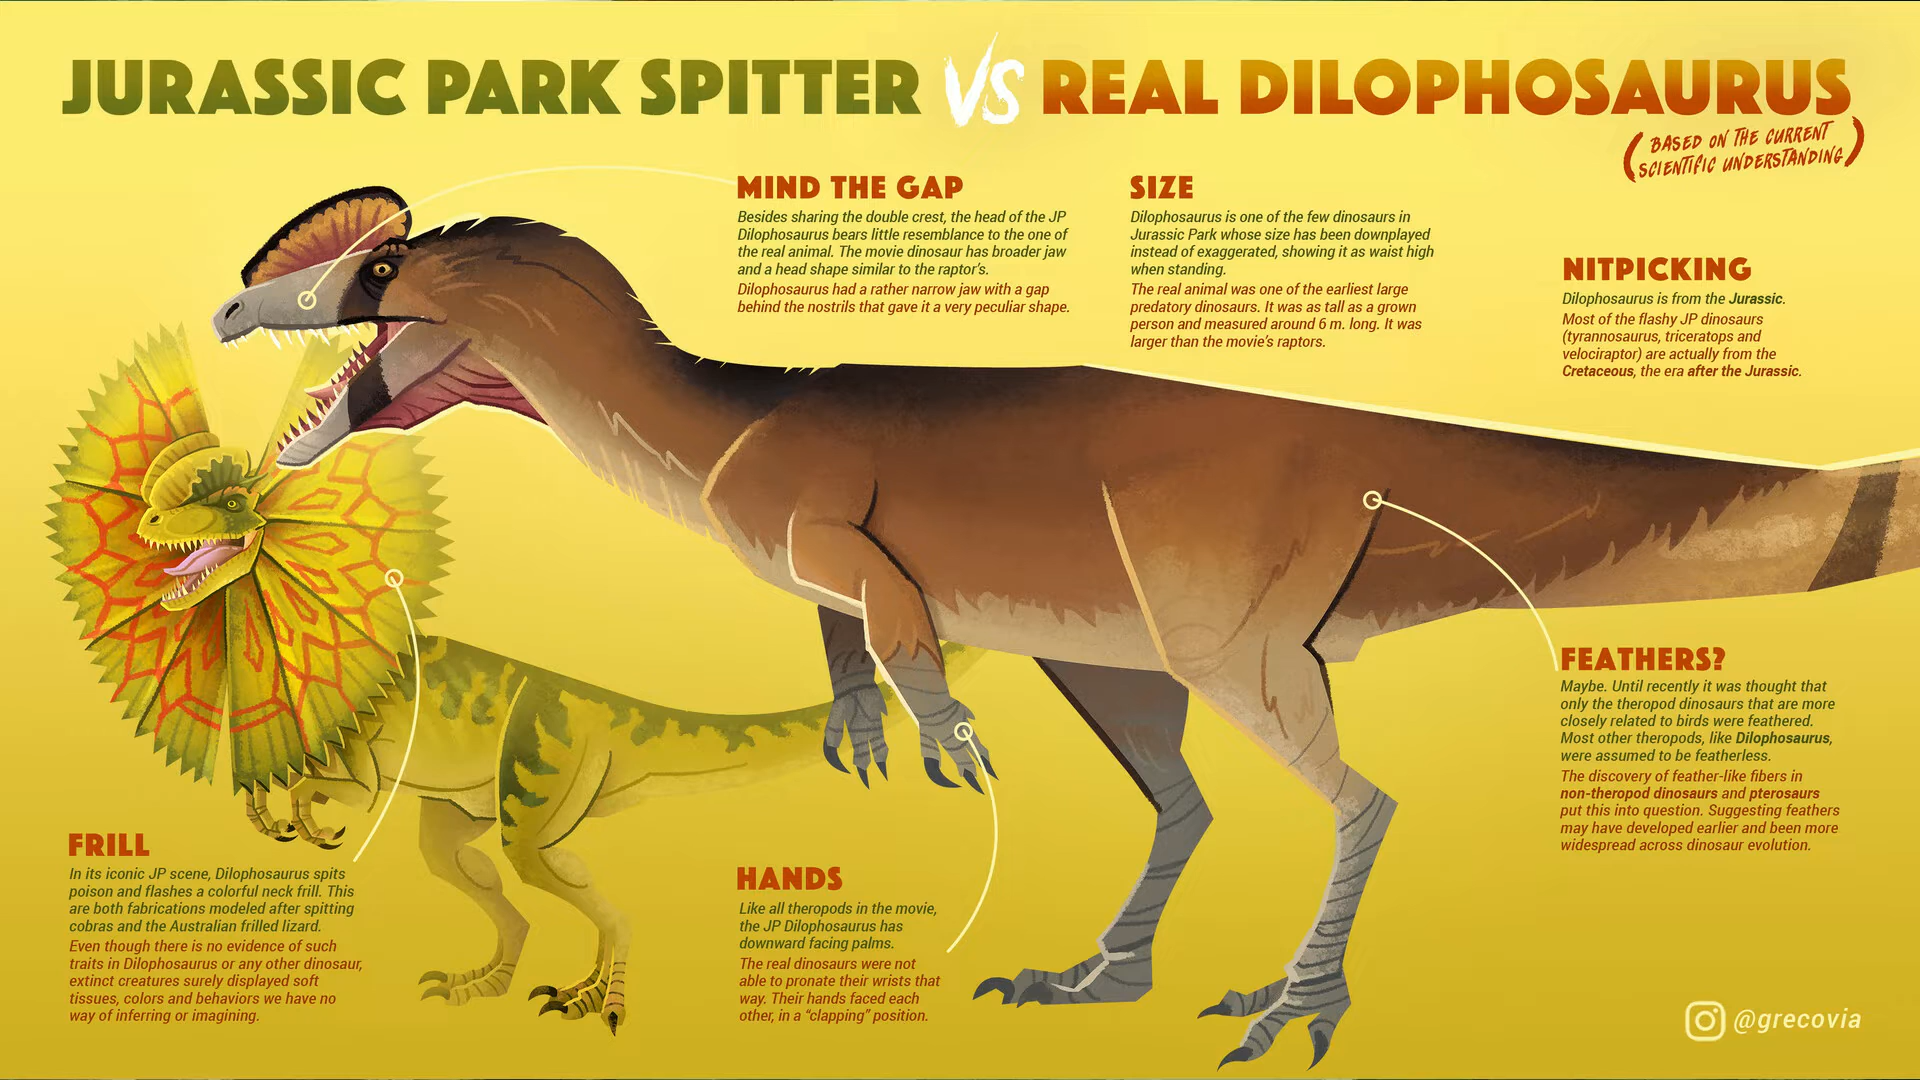 JURASSIC PARK SPITTER VS REAL DILOPHOSAURUS
(BASED ON THE CURRENT
SCIENTIFIC UNDERSTANDING)
MIND THE GAP
Besides sharing the double crest, the head of the JP
Dilophosaurus bears little resemblance to the one of
the real animal. The movie dinosaur has broader jaw
and a head shape similar to the raptor's.
Dilophosaurus had a rather narrow jaw with a gap
behind the nostrils that gave it a very peculiar shape.
SIZE
Dilophosaurus is one of the few dinosaurs in
Jurassic Park whose size has been downplayed
instead of exaggerated, showing it as waist high
when standing.
The real animal was one of the earliest large
predatory dinosaurs. It was as tall as a grown
person and measured around 6 m. long. It was
larger than the movie's raptors.
NITPICKING
Dilophosaurus is from the Jurassic.
Most of the flashy JP dinosaurs
(tyrannosaurus, triceratops and
velociraptor) are actually from the
Cretaceous, the era after the Jurassic.
FEATHERS?
Maybe. Until recently it was thought that
only the theropod dinosaurs that are more
closely related to birds were feathered.
Most other theropods, like Dilophosaurus,
were assumed to be featherless.
The discovery of feather-like fibers in
non-theropod dinosaurs and pterosaurs
put this into question. Suggesting feathers
may have developed earlier and been more
widespread across dinosaur evolution.
FRILL
In its iconic JP scene, Dilophosaurus spits
poison and flashes a colorful neck frill. This
are both fabrications modeled after spitting
cobras and the Australian frilled lizard.
Even though there is no evidence of such
traits in Dilophosaurus or any other dinosaur,
extinct creatures surely displayed soft
tissues, colors and behaviors we have no
way of inferring or imagining.
HANDS
Like all theropods in the movie,
the JP Dilophosaurus has
downward facing palms.
The real dinosaurs were not
able to pronate their wrists that
way. Their hands faced each
other, in a "clapping" position.
@grecovia